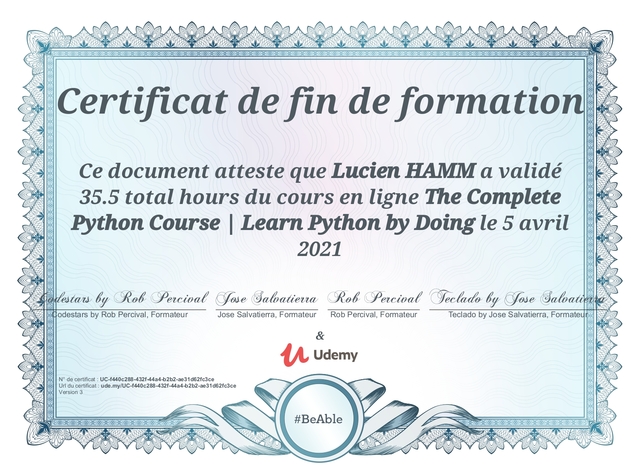 Certificat de fin de formation
Ce document atteste que Lucien HAMM a validé
35.5 total hours du cours en ligne The Complete
Python Course | Learn Python by Doing le 5 avril
2021
Codestars by Rob Percival Jose Salvatierra Rob Percival Teclado by Jose Salvatierra
Codestars by Rob Percival, Formateur Jose Salvatierra, Formateur Rob Percival, Formateur Teclado by Jose Salvatierra, Formateur
&
Udemy
N° de certificat : UC-f440c288-432f-44a4-b2b2-ae31d62fc3ce
Url du certificat : ude.my/UC-f440c288-432f-44a4-b2b2-ae31d62fc3ce
Version 3
#BeAble